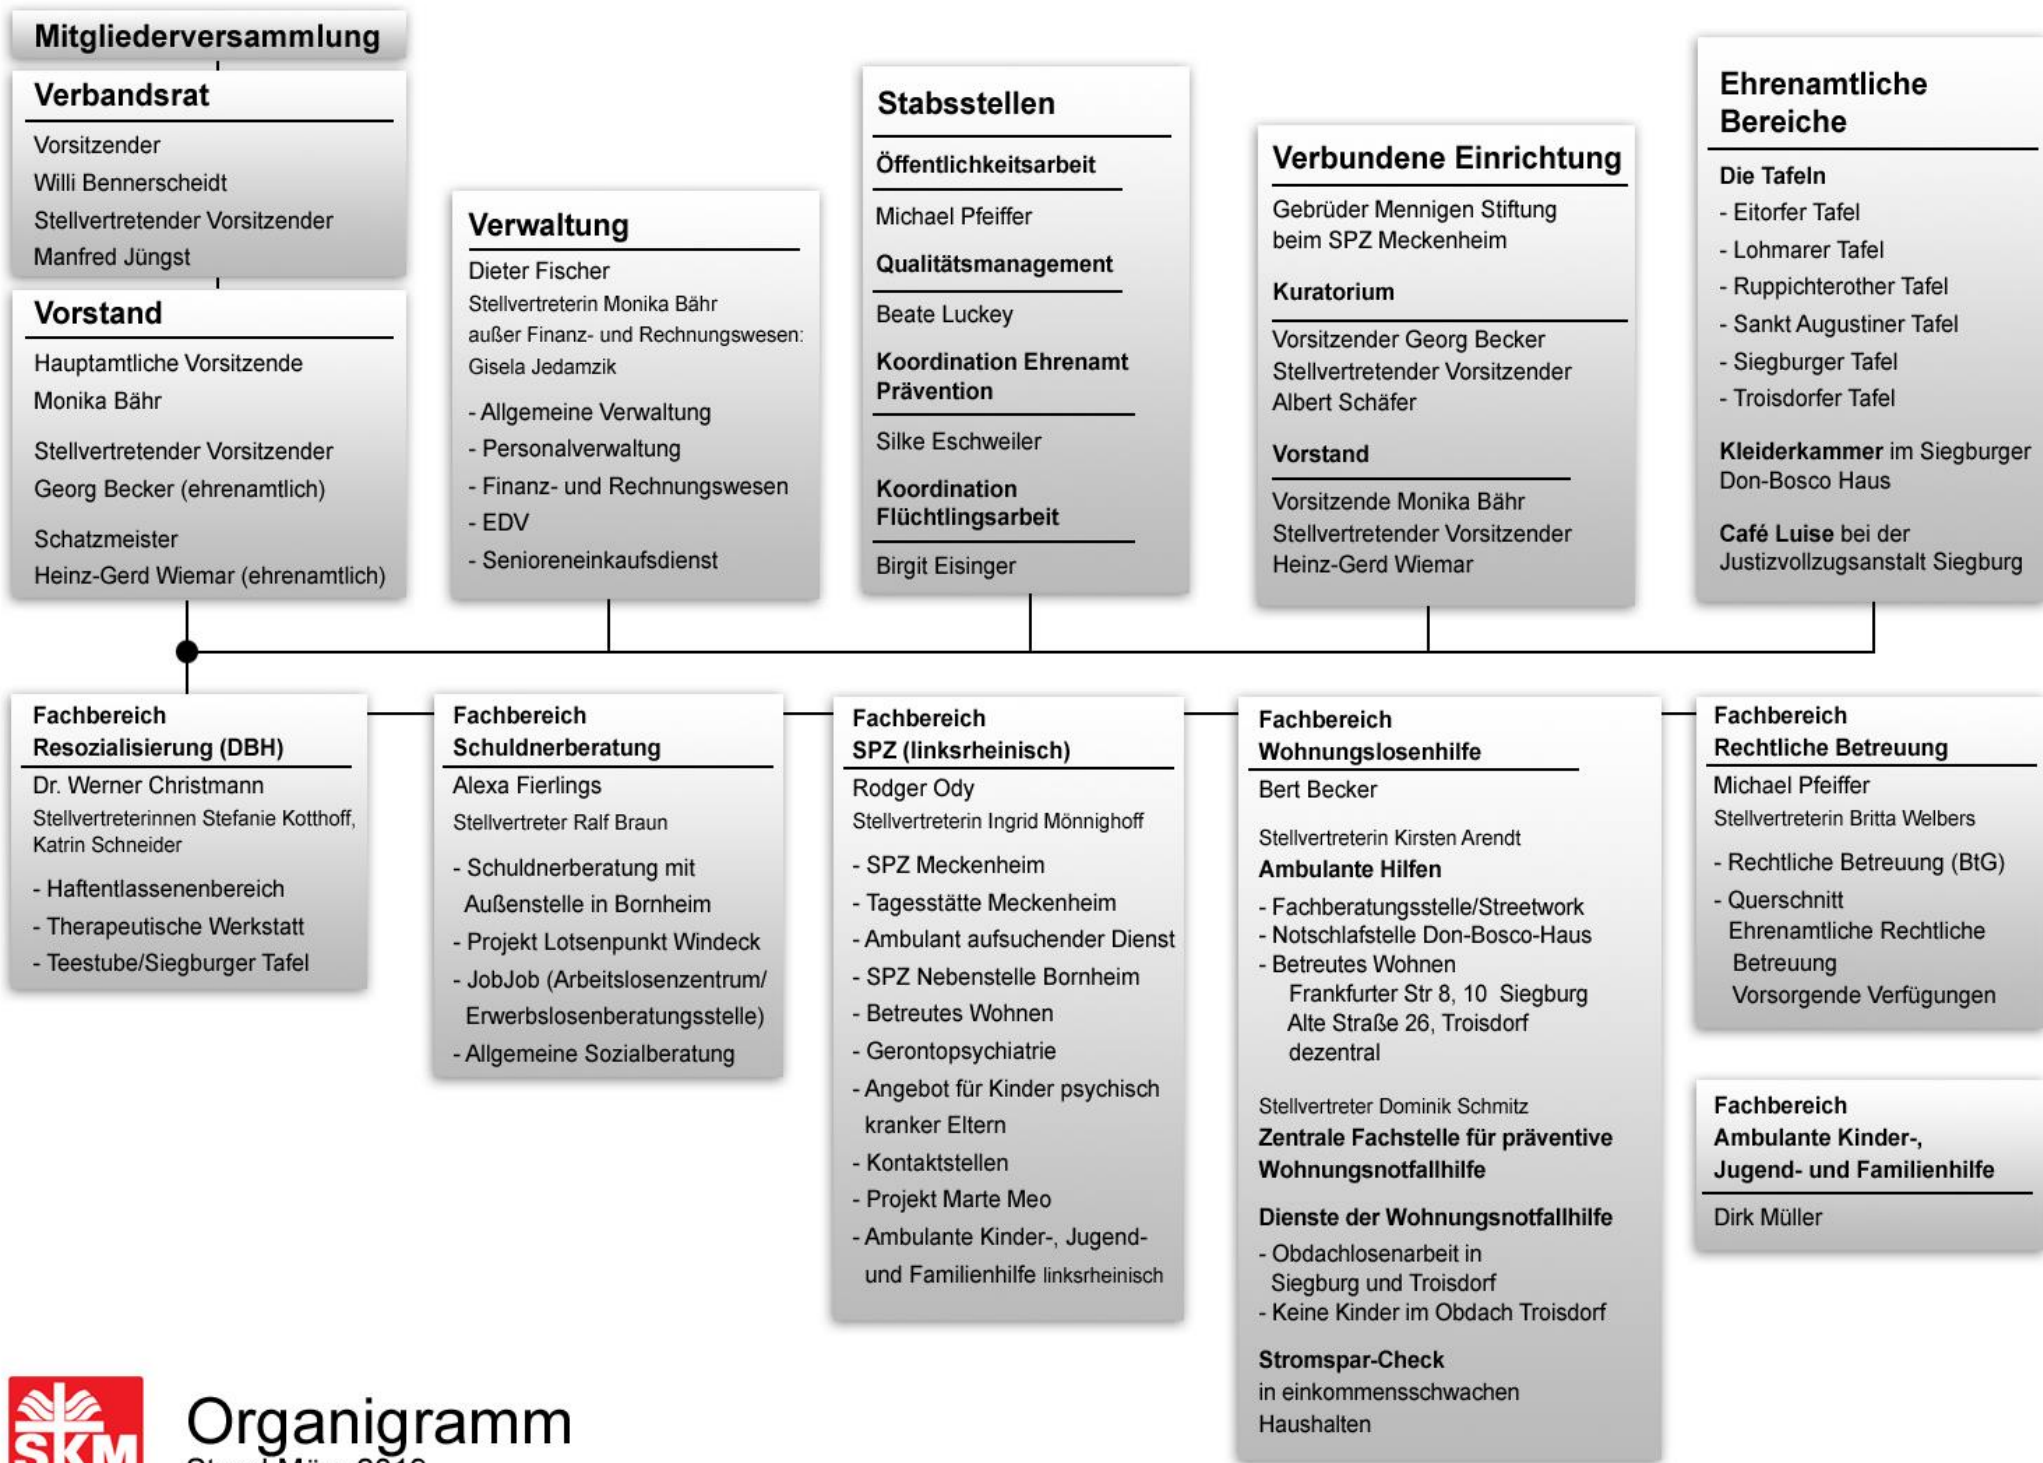 Mitgliederversammlung
Verbandsrat
Vorsitzender
Willi Bennerscheidt
Stellvertretender Vorsitzender
Manfred Jüngst
Vorstand
Hauptamtliche Vorsitzende
Monika Bähr
Stellvertretender Vorsitzender
Georg Becker (ehrenamtlich)
Schatzmeister
Heinz-Gerd Wiemar (ehrenamtlich)
Verwaltung
Dieter Fischer
Stellvertreterin Monika Bähr
außer Finanz- und Rechnungswesen:
Gisela Jedamzik
- Allgemeine Verwaltung
- Personalverwaltung
- Finanz- und Rechnungswesen
- EDV
- Senioreneinkaufsdienst
Stabsstellen
Öffentlichkeitsarbeit
Michael Pfeiffer
Qualitätsmanagement
Beate Luckey
Koordination Ehrenamt
Prävention
Silke Eschweiler
Koordination
Flüchtlingsarbeit
Birgit Eisinger
Verbundene Einrichtung
Gebrüder Mennigen Stiftung
beim SPZ Meckenheim
Kuratorium
Vorsitzender Georg Becker
Stellvertretender Vorsitzender
Albert Schäfer
Vorstand
Vorsitzende Monika Bähr
Stellvertretender Vorsitzender
Heinz-Gerd Wiemar
Ehrenamtliche
Bereiche
Die Tafeln
- Eitorfer Tafel
- Lohmarer Tafel
- Ruppichterother Tafel
- Sankt Augustiner Tafel
- Siegburger Tafel
- Troisdorfer Tafel
Kleiderkammer im Siegburger
Don-Bosco Haus
Café Luise bei der
Justizvollzugsanstalt Siegburg
Fachbereich
Resozialisierung (DBH)
Dr. Werner Christmann
Stellvertreterinnen Stefanie Kotthoff,
Katrin Schneider
- Haftentlassenenbereich
- Therapeutische Werkstatt
- Teestube/Siegburger Tafel
Fachbereich
Schuldnerberatung
Alexa Fierlings
Stellvertreter Ralf Braun
- Schuldnerberatung mit
Außenstelle in Bornheim
- Projekt Lotsenpunkt Windeck
- JobJob (Arbeitslosenzentrum/
Erwerbslosenberatungsstelle)
- Allgemeine Sozialberatung
Fachbereich
SPZ (linksrheinisch)
Rodger Ody
Stellvertreterin Ingrid Mönnighoff
- SPZ Meckenheim
- Tagesstätte Meckenheim
- Ambulant aufsuchender Dienst
- SPZ Nebenstelle Bornheim
- Betreutes Wohnen
- Gerontopsychiatrie
- Angebot für Kinder psychisch
kranker Eltern
- Kontaktstellen
- Projekt Marte Meo
- Ambulante Kinder-, Jugend-
und Familienhilfe linksrheinisch
Fachbereich
Wohnungslosenhilfe
Bert Becker
Stellvertreterin Kirsten Arendt
Ambulante Hilfen
- Fachberatungsstelle/Streetwork
- Notschlafstelle Don-Bosco-Haus
- Betreutes Wohnen
Frankfurter Str 8, 10 Siegburg
Alte Straße 26, Troisdorf
dezentral
Stellvertreter Dominik Schmitz
Zentrale Fachstelle für präventive
Wohnungsnotfallhilfe
Dienste der Wohnungsnotfallhilfe
- Obdachlosenarbeit in
Siegburg und Troisdorf
- Keine Kinder im Obdach Troisdorf
Stromspar-Check
in einkommensschwachen
Haushalten
Fachbereich
Rechtliche Betreuung
Michael Pfeiffer
Stellvertreterin Britta Welbers
- Rechtliche Betreuung (BtG)
- Querschnitt
Ehrenamtliche Rechtliche
Betreuung
Vorsorgende Verfügungen
Fachbereich
Ambulante Kinder-,
Jugend- und Familienhilfe
Dirk Müller
SKM
Organigramm